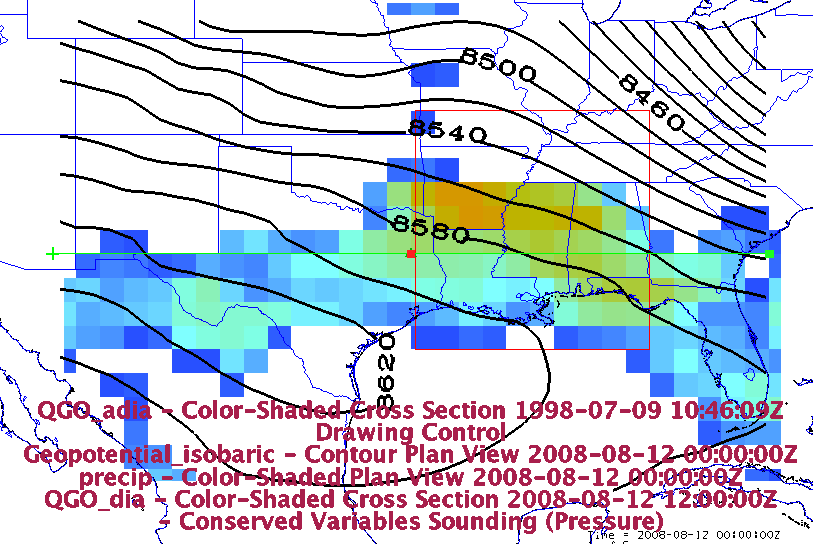 8500
8460
8540
8580
8620
QGO_adia - Color-Shaded Cross Section 1998-07-09 10:46:09Z
Drawing Control
Geopotential_isobaric - Contour Plan View 2008-08-12 00:00:00Z
precip - Color-Shaded Plan View 2008-08-12 00:00:00Z
QGO_dia - Color-Shaded Cross Section 2008-08-12 12:00:00Z
- Conserved Variables Sounding (Pressure)
Time = 2008-08-12 00:00:00Z